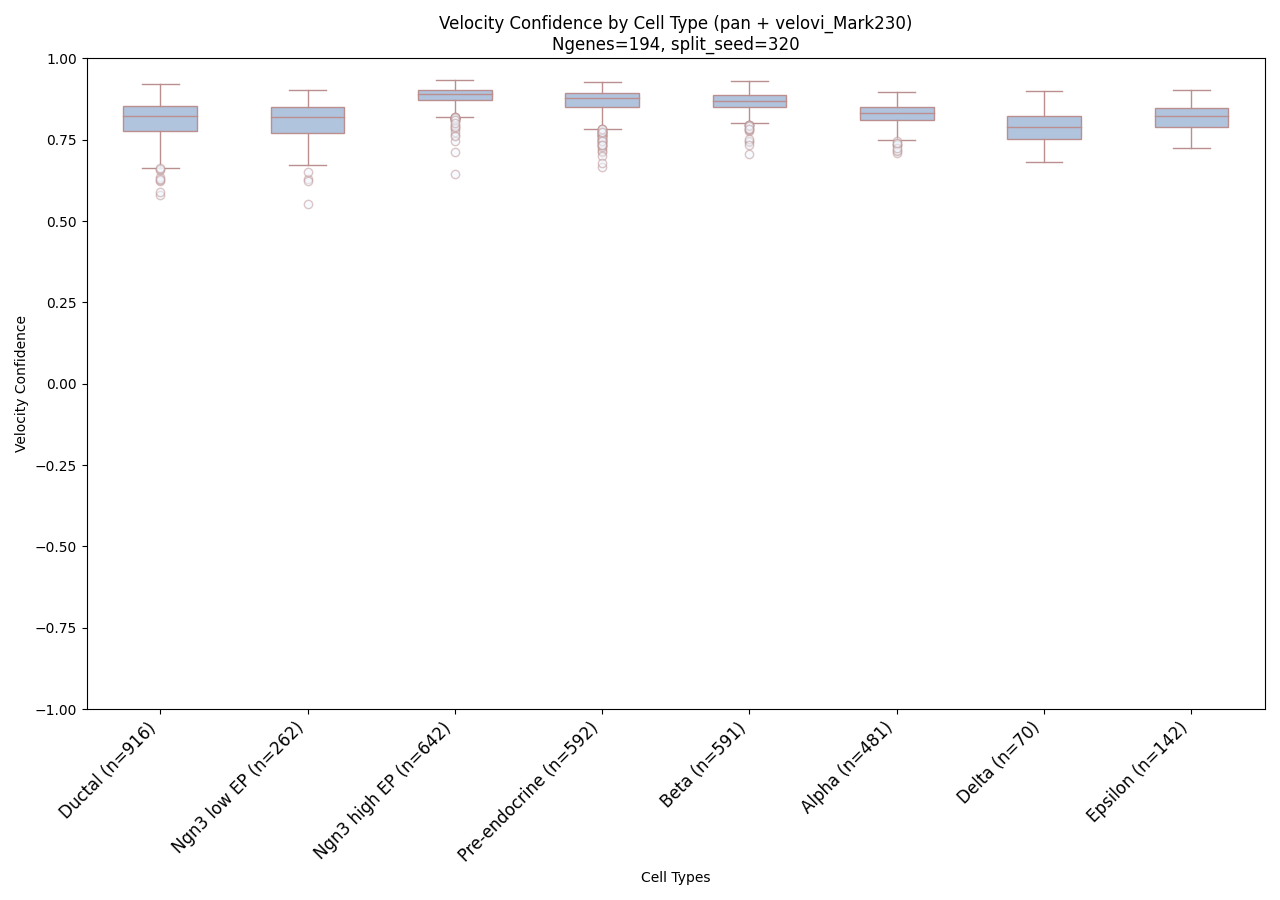 Velocity Confidence by Cell Type (pan + velovi_Mark230)
Ngenes=194, split_seed=320
Velocity Confidence
1.00
0.75
0.50
0.25
0.00
−0.25
−0.50
−0.75
−1.00
Ductal (n=916)
Ngn3 low EP (n=262)
Ngn3 high EP (n=642)
Pre-endocrine (n=592)
Beta (n=591)
Alpha (n=481)
Delta (n=70)
Epsilon (n=142)
Cell Types